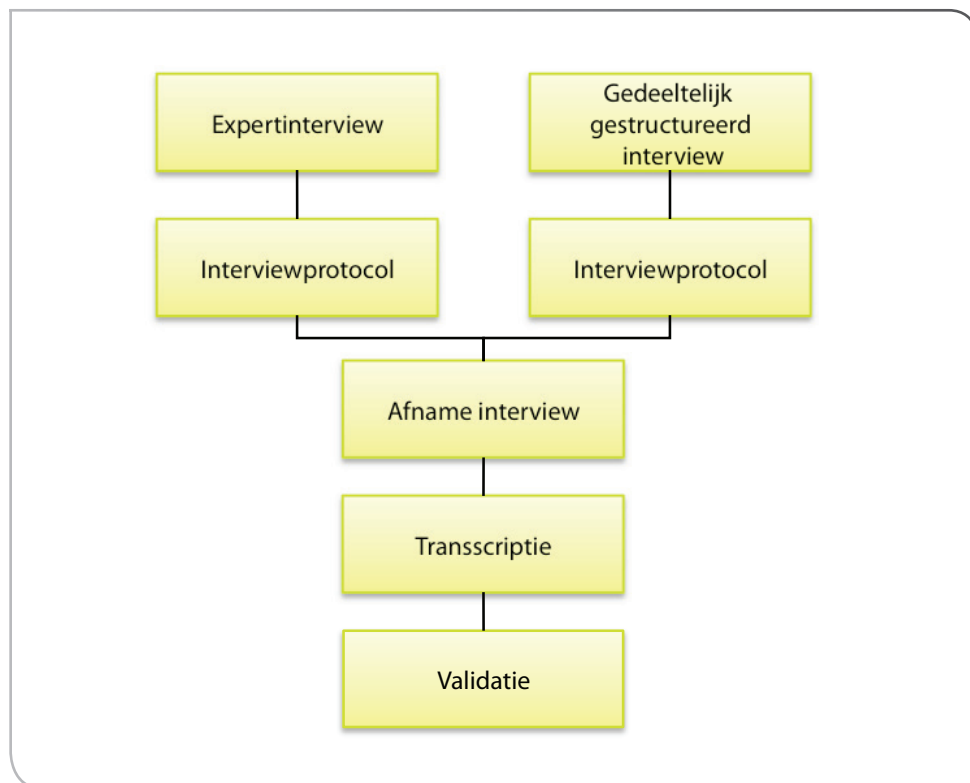 Expertinterview
Gedeeltelijk
gestructureerd
interview
Interviewprotocol
Interviewprotocol
Afname interview
Transscriptie
Validatie